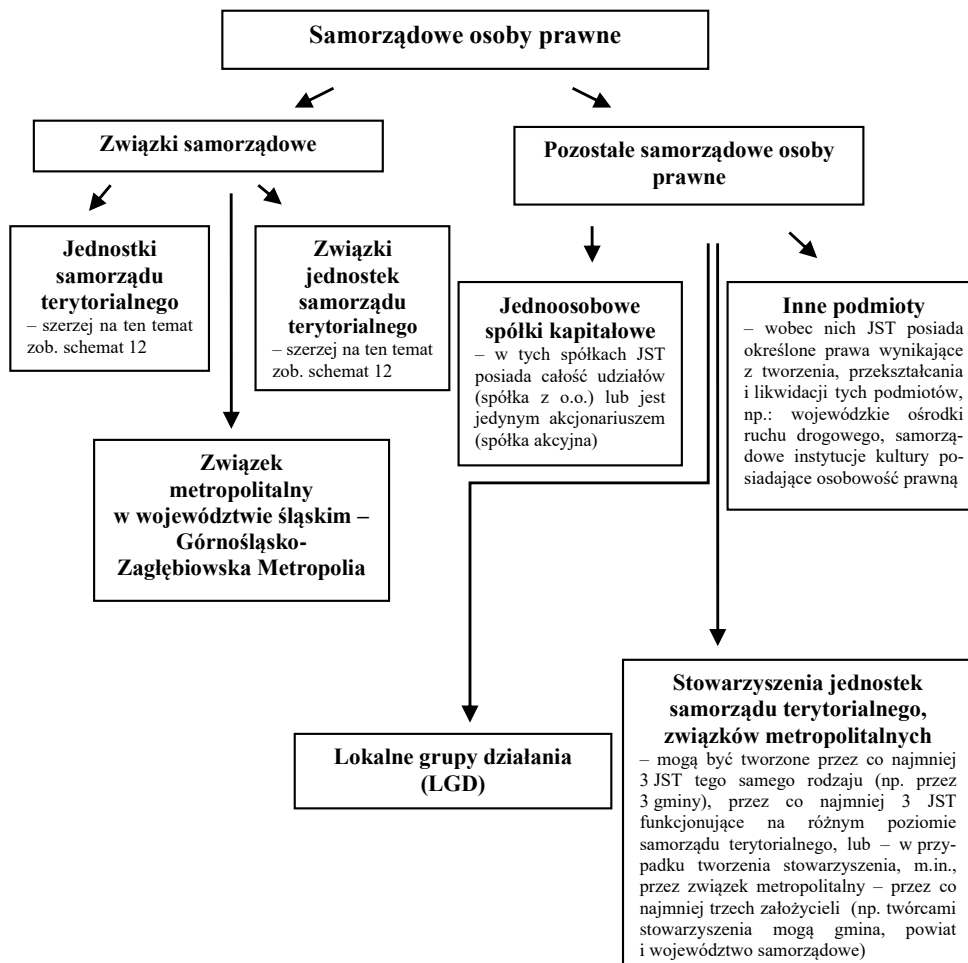 Samorządowe osoby prawne
Związki samorządowe
Pozostałe samorządowe osoby
prawne
Jednostki
samorządu
terytorialnego
– szerzej na ten temat
zob. schemat 12
Związki
jednostek
samorządu
terytorialnego
– szerzej na ten temat
zob. schemat 12
Jednoosobowe
spółki kapitałowe
– w tych spółkach JST
posiada całość udziałów
(spółka z o.o.) lub jest
jedynym akcjonariuszem
(spółka akcyjna)
Inne podmioty
– wobec nich JST posiada
określone prawa wynikające
z tworzenia, przekształcania
i likwidacji tych podmiotów,
np.: wojewódzkie ośrodki
ruchu drogowego, samorzą-
dowe instytucje kultury po-
siadające osobowość prawną
Związek
metropolitalny
w województwie śląskim –
Górnośląsko-
Zagłębiowska Metropolia
Lokalne grupy działania
(LGD)
Stowarzyszenia jednostek
samorządu terytorialnego,
związków metropolitalnych
– mogą być tworzone przez co najmniej
3 JST tego samego rodzaju (np. przez
3 gminy), przez co najmniej 3 JST
funkcjonujące na różnym poziomie
samorządu terytorialnego, lub – w przy-
padku tworzenia stowarzyszenia, m.in.,
przez związek metropolitalny – przez co
najmniej trzech założycieli (np. twórcami
stowarzyszenia mogą gmina, powiat
i województwo samorządowe)